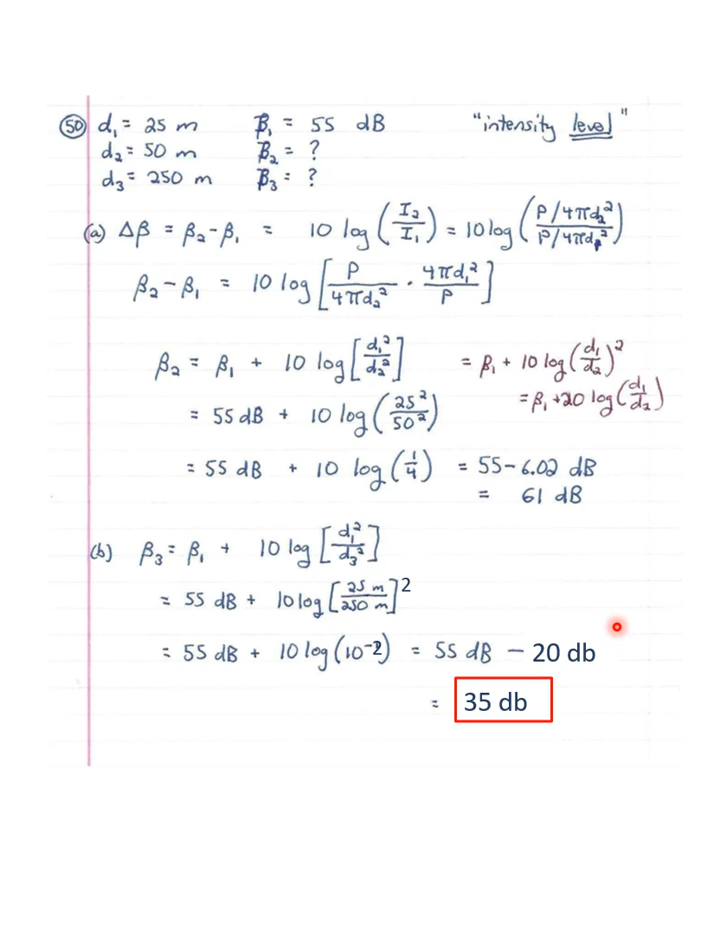 50 d₁ = 25 m β₁ = 55 dB "intensity level"
d₂ = 50 m β₂ = ?
d₃ = 250 m β₃ = ?
(a) Δβ = β₂-β₁ = 10 log (I₂/I₁) = 10 log (P/4πd₂² / P/4πd₁²)
β₂-β₁ = 10 log [P/4πd₂² · 4πd₁²/P]
β₂ = β₁ + 10 log [d₁²/d₂²] = β₁ + 10 log (d₁/d₂)²
= β₁ + 20 log (d₁/d₂)
= 55 dB + 10 log (25²/50²)
= 55 dB + 10 log (1/4) = 55 - 6.02 dB
= 61 dB
(b) β₃ = β₁ + 10 log [d₁²/d₃²]
= 55 dB + 10 log [25 m/250 m]²
= 55 dB + 10 log (10⁻²) = 55 dB - 20 db
= 35 db